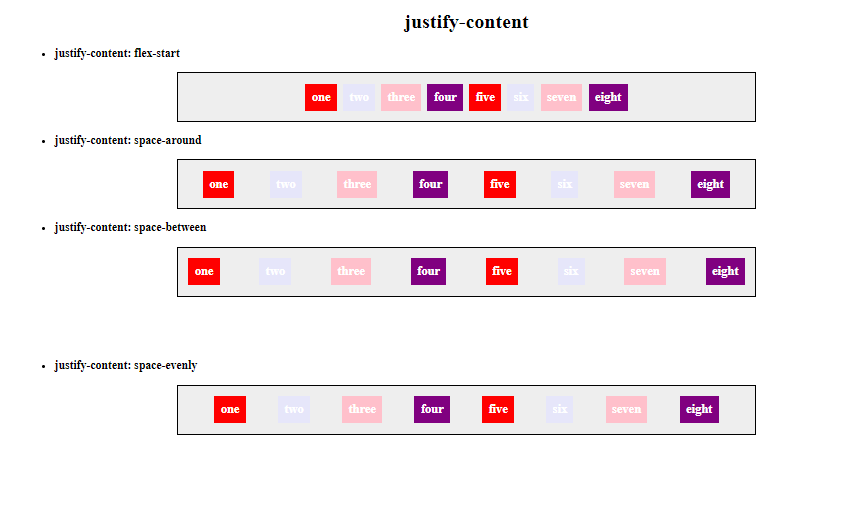 justify-content
justify-content: flex-start
one two three four five six seven eight
justify-content: space-around
one two three four five six seven eight
justify-content: space-between
one two three four five six seven eight
justify-content: space-evenly
one two three four five six seven eight